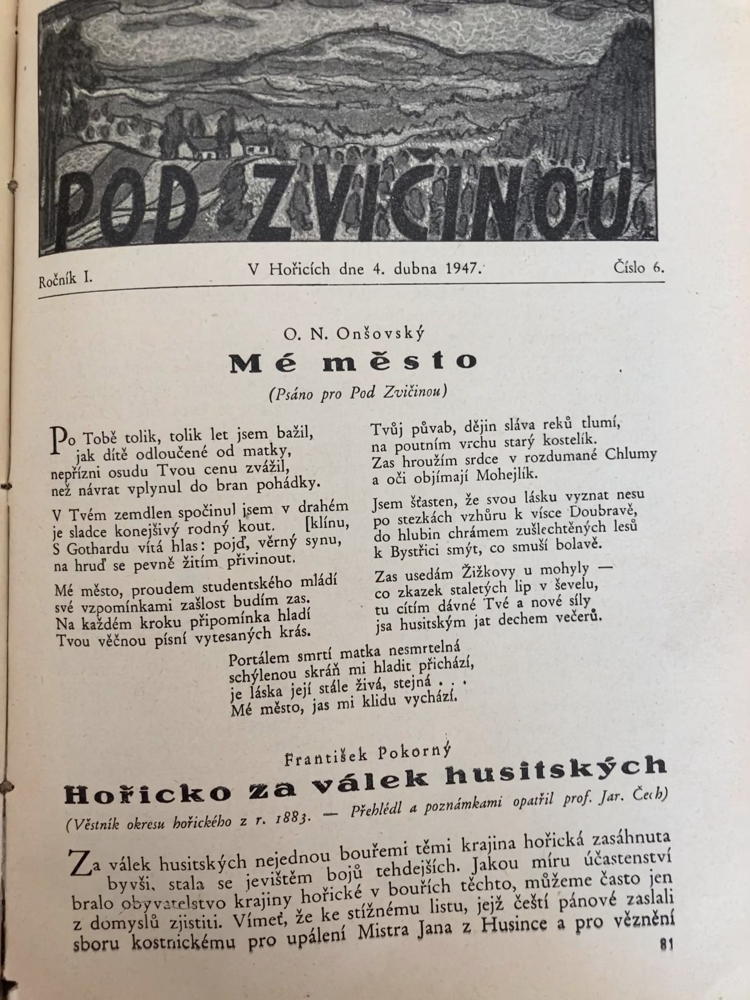 POD ZVIČINOU
Ročník I.
V Hořicích dne 4. dubna 1947.
Číslo 6.
O. N. Onšovský
Mé město
(Psáno pro Pod Zvičinou)
Po Tobě tolik, tolik let jsem bažil,
jak dítě odloučené od matky,
nepřízni osudu Tvou cenu zvážil,
než návrat vplynul do bran pohádky.
V Tvém zemdlen spočinul jsem v drahém
je sladce konejšivý rodný kout. [klínu,
S Gothardu vítá hlas: pojď, věrný synu,
na hruď se pevně žitím přivinout.
Mé město, proudem studentského mládí
své vzpomínkami zašlost budím zas.
Na každém kroku připomínka hladí
Tvou věčnou písní vytesaných krás.
Tvůj půvab, dějin sláva reků tlumí,
na poutním vrchu starý kostelík.
Zas hroužím srdce v rozdumané Chlumy
a oči objímají Mohejlík.
Jsem šťasten, že svou lásku vyznat nesu
po stezkách vzhůru k vísce Doubravě,
do hlubin chrámem zušlechtěných lesů
k Bystřici smýt, co smuší bolavě.
Zas usedám Žižkovy u mohyly —
co zkazek staletých lip v ševelu,
tu cítím dávné Tvé a nové síly
jsa husitským jat dechem večerů.
Portálem smrtí matka nesmrtelná
schýlenou skráň mi hladit přichází,
je láska její stále živá, stejná . . .
Mé město, jas mi klidu vychází.
František Pokorný
Hořicko za válek husitských
(Věstník okresu hořického z r. 1883. — Přehlédl a poznámkami opatřil prof. Jar. Čech)
Za válek husitských nejednou bouřemi těmi krajina hořická zasáhnuta
byvši, stala se jevištěm bojů tehdejších. Jakou míru účastenství
bralo obyvatelstvo krajiny hořické v bouřích těchto, můžeme často jen
z domyslů zjistiti. Vímeť, že ke stížnému listu, jejž čeští pánové zaslali
sboru kostnickému pro upálení Mistra Jana z Husince a pro věznění
81